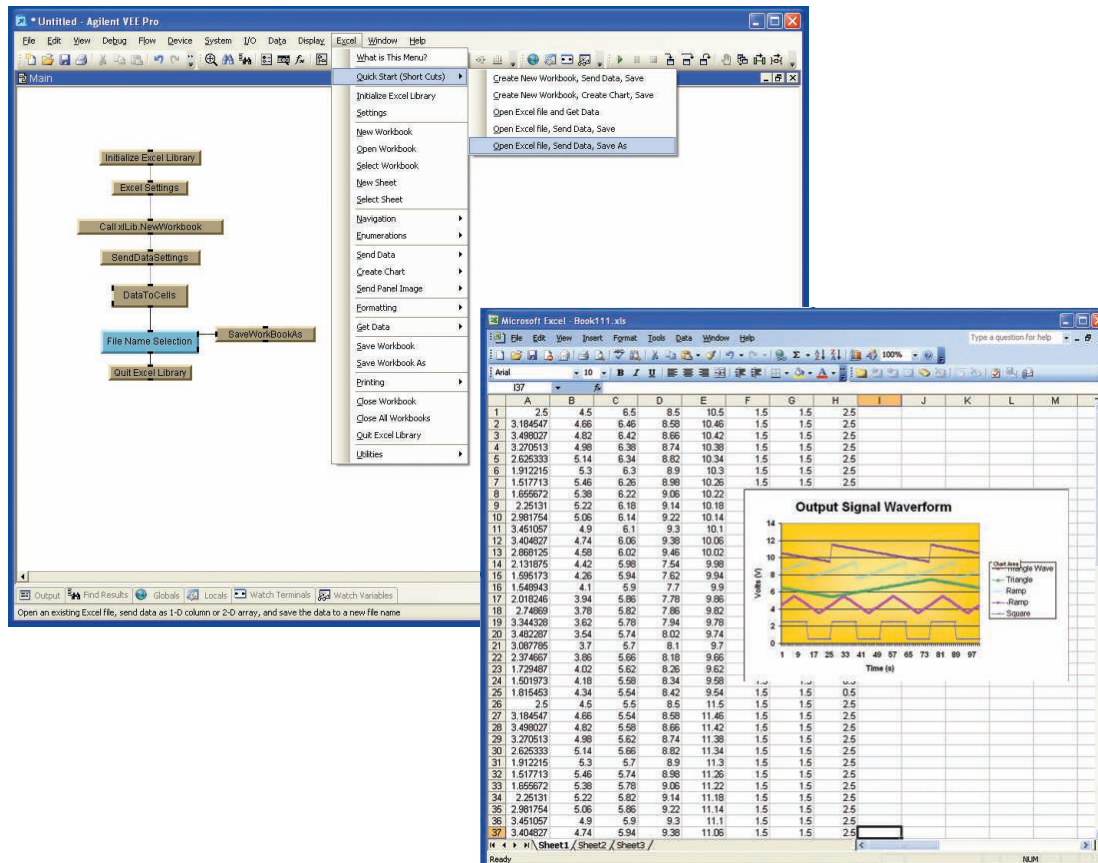 * Untitled - Agilent VEE Pro
File Edit View Debug Flow Device System I/O Data Display Excel Window Help
Main
Initialize Excel Library
Excel Settings
Call xlLib.NewWorkbook
SendDataSettings
DataToCells
File Name Selection
SaveWorkBookAs
Quit Excel Library
What is This Menu?
Quick Start (Short Cuts)
Initialize Excel Library
Settings
New Workbook
Open Workbook
Select Workbook
New Sheet
Select Sheet
Navigation
Enumerations
Send Data
Create Chart
Send Panel Image
Formatting
Get Data
Save Workbook
Save Workbook As
Printing
Close Workbook
Close All Workbooks
Quit Excel Library
Utilities
Create New Workbook, Send Data, Save
Create New Workbook, Create Chart, Save
Open Excel file and Get Data
Open Excel file, Send Data, Save
Open Excel file, Send Data, Save As
Output Find Results Globals Locals Watch Terminals Watch Variables
Open an existing Excel file, send data as 1-D column or 2-D array, and save the data to a new file name
Microsoft Excel - Book111.xls
File Edit View Insert Format Tools Data Window Help
Type a question for help
100%
Arial 10 B I U
I37 fx
A B C D E F G H I J K L M
1 2.5 4.5 6.5 8.5 10.5 1.5 1.5 2.5
2 3.184547 4.66 6.46 8.58 10.46 1.5 1.5 2.5
3 3.498027 4.82 6.42 8.66 10.42 1.5 1.5 2.5
4 3.270513 4.98 6.38 8.74 10.38 1.5 1.5 2.5
5 2.625333 5.14 6.34 8.82 10.34 1.5 1.5 2.5
6 1.912215 5.3 6.3 8.9 10.3 1.5 1.5 2.5
7 1.517713 5.46 6.26 8.98 10.26 1.5 1.5 2.5
8 1.655672 5.38 6.22 9.06 10.22
9 2.25131 5.22 6.18 9.14 10.18
10 2.981754 5.06 6.14 9.22 10.14
11 3.451057 4.9 6.1 9.3 10.1
12 3.404827 4.74 6.06 9.38 10.06
13 2.868125 4.58 6.02 9.46 10.02
14 2.131875 4.42 5.98 7.54 9.98
15 1.595173 4.26 5.94 7.62 9.94
16 1.548943 4.1 5.9 7.7 9.9
17 2.018246 3.94 5.86 7.78 9.86
18 2.74869 3.78 5.82 7.86 9.82
19 3.344328 3.62 5.78 7.94 9.78
20 3.482287 3.54 5.74 8.02 9.74
21 3.087785 3.7 5.7 8.1 9.7
22 2.374667 3.86 5.66 8.18 9.66
23 1.729487 4.02 5.62 8.26 9.62
24 1.501973 4.18 5.58 8.34 9.58 1.5 1.5 0.5
25 1.815453 4.34 5.54 8.42 9.54 1.5 1.5 0.5
26 2.5 4.5 5.5 8.5 11.5 1.5 1.5 2.5
27 3.184547 4.66 5.54 8.58 11.46 1.5 1.5 2.5
28 3.498027 4.82 5.58 8.66 11.42 1.5 1.5 2.5
29 3.270513 4.98 5.62 8.74 11.38 1.5 1.5 2.5
30 2.625333 5.14 5.66 8.82 11.34 1.5 1.5 2.5
31 1.912215 5.3 5.7 8.9 11.3 1.5 1.5 2.5
32 1.517713 5.46 5.74 8.98 11.26 1.5 1.5 2.5
33 1.655672 5.38 5.78 9.06 11.22 1.5 1.5 2.5
34 2.25131 5.22 5.82 9.14 11.18 1.5 1.5 2.5
35 2.981754 5.06 5.86 9.22 11.14 1.5 1.5 2.5
36 3.451057 4.9 5.9 9.3 11.1 1.5 1.5 2.5
37 3.404827 4.74 5.94 9.38 11.06 1.5 1.5 2.5
Output Signal Waveform
14
12
10
8
6
4
2
0
Volts (V)
1 9 17 25 33 41 49 57 65 73 81 89 97
Time (s)
Chart Area
Triangle Wave
Triangle
Ramp
-Ramp
Square
Sheet1 / Sheet2 / Sheet3 /
Ready
NUM